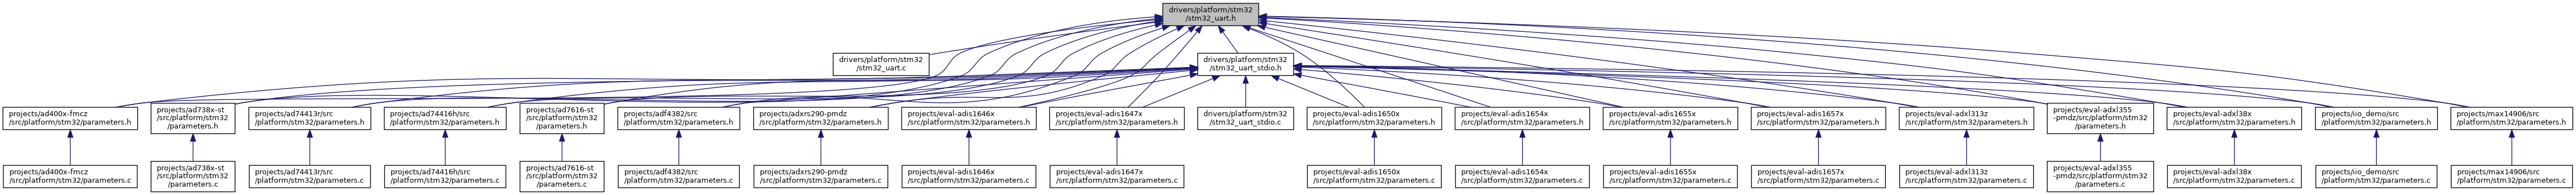 drivers/platform/stm32
/stm32_uart.h
drivers/platform/stm32
/stm32_uart.c
drivers/platform/stm32
/stm32_uart_stdio.h
projects/ad400x-fmcz
/src/platform/stm32/parameters.h
projects/ad738x-st
/src/platform/stm32
/parameters.h
projects/ad74413r/src
/platform/stm32/parameters.h
projects/ad74416h/src
/platform/stm32/parameters.h
projects/ad7616-st
/src/platform/stm32
/parameters.h
projects/adf4382/src
/platform/stm32/parameters.h
projects/adxrs290-pmdz
/src/platform/stm32/parameters.h
projects/eval-adis1646x
/src/platform/stm32/parameters.h
projects/eval-adis1647x
/src/platform/stm32/parameters.h
drivers/platform/stm32
/stm32_uart_stdio.c
projects/eval-adis1650x
/src/platform/stm32/parameters.h
projects/eval-adis1654x
/src/platform/stm32/parameters.h
projects/eval-adis1655x
/src/platform/stm32/parameters.h
projects/eval-adis1657x
/src/platform/stm32/parameters.h
projects/eval-adxl313z
/src/platform/stm32/parameters.h
projects/eval-adxl355
-pmdz/src/platform/stm32
/parameters.h
projects/eval-adxl38x
/src/platform/stm32/parameters.h
projects/iio_demo/src
/platform/stm32/parameters.h
projects/max14906/src
/platform/stm32/parameters.h
projects/ad400x-fmcz
/src/platform/stm32/parameters.c
projects/ad738x-st
/src/platform/stm32
/parameters.c
projects/ad74413r/src
/platform/stm32/parameters.c
projects/ad74416h/src
/platform/stm32/parameters.c
projects/ad7616-st
/src/platform/stm32
/parameters.c
projects/adf4382/src
/platform/stm32/parameters.c
projects/adxrs290-pmdz
/src/platform/stm32/parameters.c
projects/eval-adis1646x
/src/platform/stm32/parameters.c
projects/eval-adis1647x
/src/platform/stm32/parameters.c
projects/eval-adis1650x
/src/platform/stm32/parameters.c
projects/eval-adis1654x
/src/platform/stm32/parameters.c
projects/eval-adis1655x
/src/platform/stm32/parameters.c
projects/eval-adis1657x
/src/platform/stm32/parameters.c
projects/eval-adxl313z
/src/platform/stm32/parameters.c
projects/eval-adxl355
-pmdz/src/platform/stm32
/parameters.c
projects/eval-adxl38x
/src/platform/stm32/parameters.c
projects/iio_demo/src
/platform/stm32/parameters.c
projects/max14906/src
/platform/stm32/parameters.c